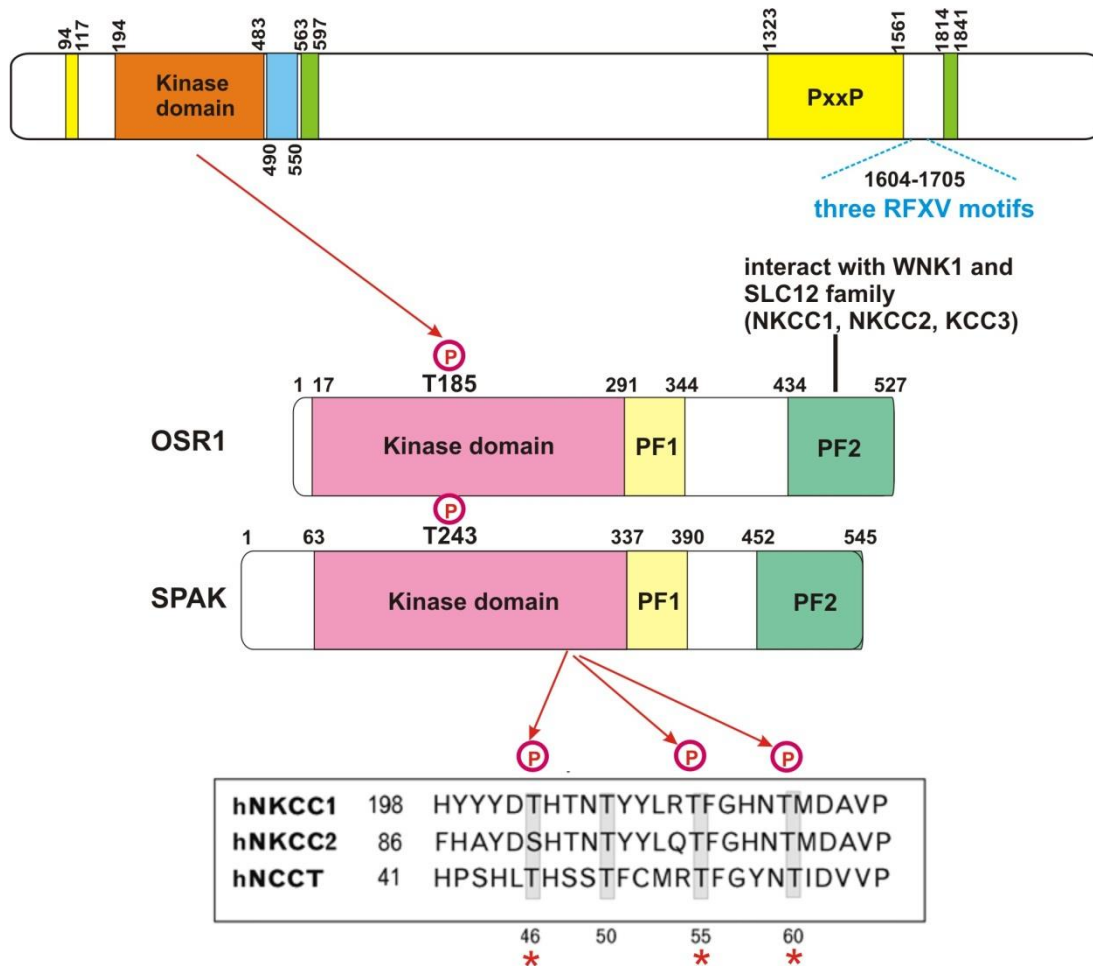 94 117 194 483 563 597 1323 1561 1814 1841
Kinase
domain
PxxP
490 550
1604-1705
three RFXV motifs
interact with WNK1 and
SLC12 family
(NKCC1, NKCC2, KCC3)
P
T185
1 17 291 344 434 527
OSR1
Kinase domain PF1 PF2
P
T243
1 63 337 390 452 545
SPAK
Kinase domain PF1 PF2
P P P
hNKCC1 198 HYYYDTHTNTYYLRTFGHNTMDAVP
hNKCC2 86 FHAYDSHTNTYYLQTFGHNTMDAVP
hNCCT 41 HPSHLTHSSTFCMRTFGYNTIDVVP
46 50 55 60
* * *